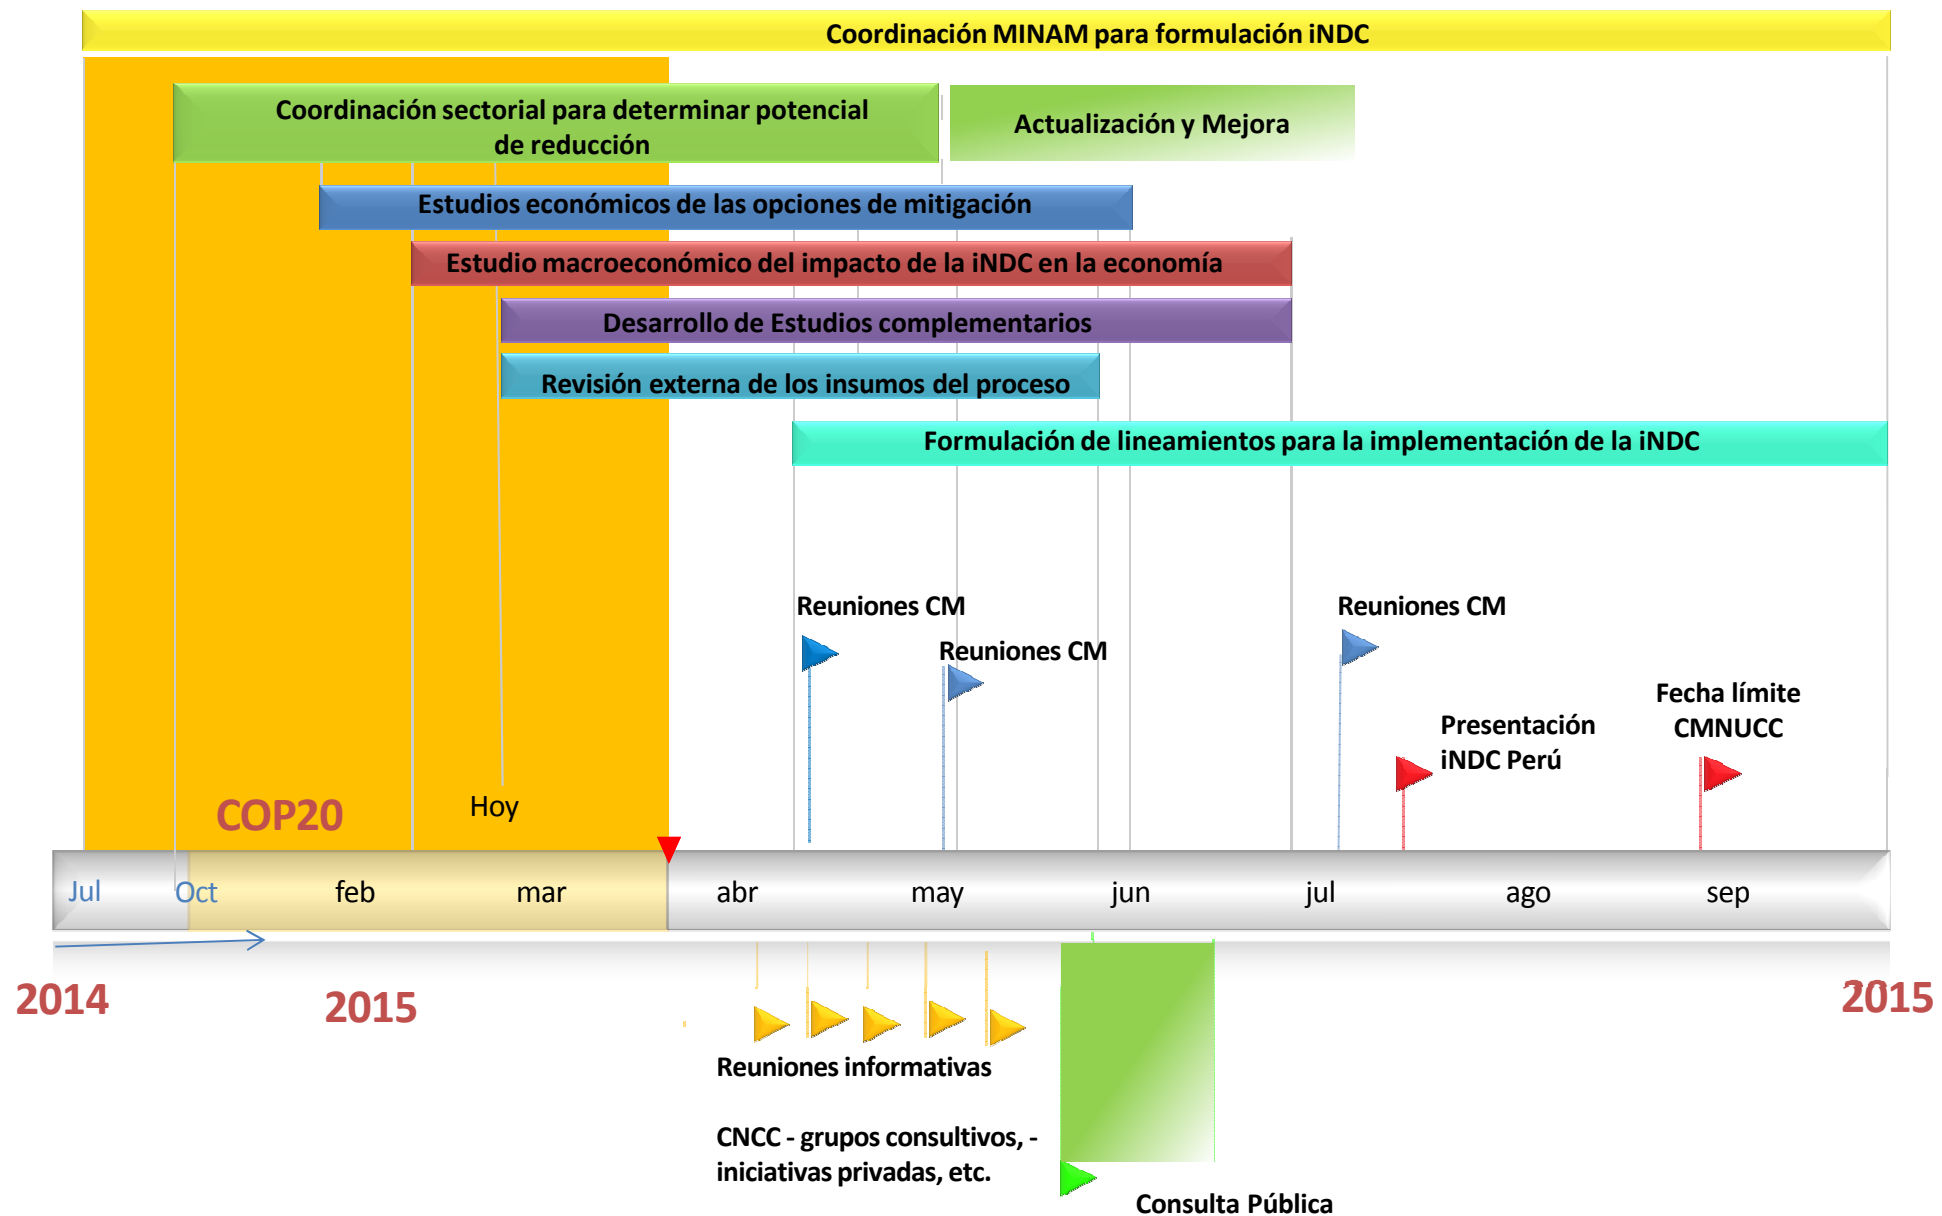 Coordinación MINAM para formulación iNDC
Coordinación sectorial para determinar potencial
de reducción
Actualización y Mejora
Estudios económicos de las opciones de mitigación
Estudio macroeconómico del impacto de la iNDC en la economía
Desarrollo de Estudios complementarios
Revisión externa de los insumos del proceso
Formulación de lineamientos para la implementación de la iNDC
Reuniones CM
Reuniones CM
Reuniones CM
Fecha límite
CMNUCC
Presentación
iNDC Perú
COP20
Hoy
Jul
Oct
feb
mar
abr
may
jun
jul
ago
sep
2014
2015
2015
Reuniones informativas
CNCC - grupos consultivos, -
iniciativas privadas, etc.
Consulta Pública